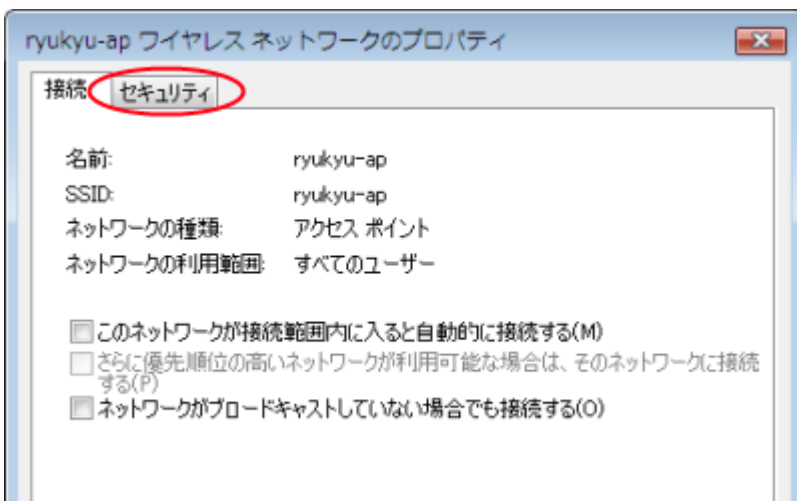 ryukyu-ap ワイヤレス ネットワークのプロパティ
接続 セキュリティ
名前: ryukyu-ap
SSID: ryukyu-ap
ネットワークの種類: アクセス ポイント
ネットワークの利用範囲: すべてのユーザー
このネットワークが接続範囲内に入ると自動的に接続する(M)
さらに優先順位の高いネットワークが利用可能な場合は、そのネットワークに接続
する(P)
ネットワークがブロードキャストしていない場合でも接続する(O)